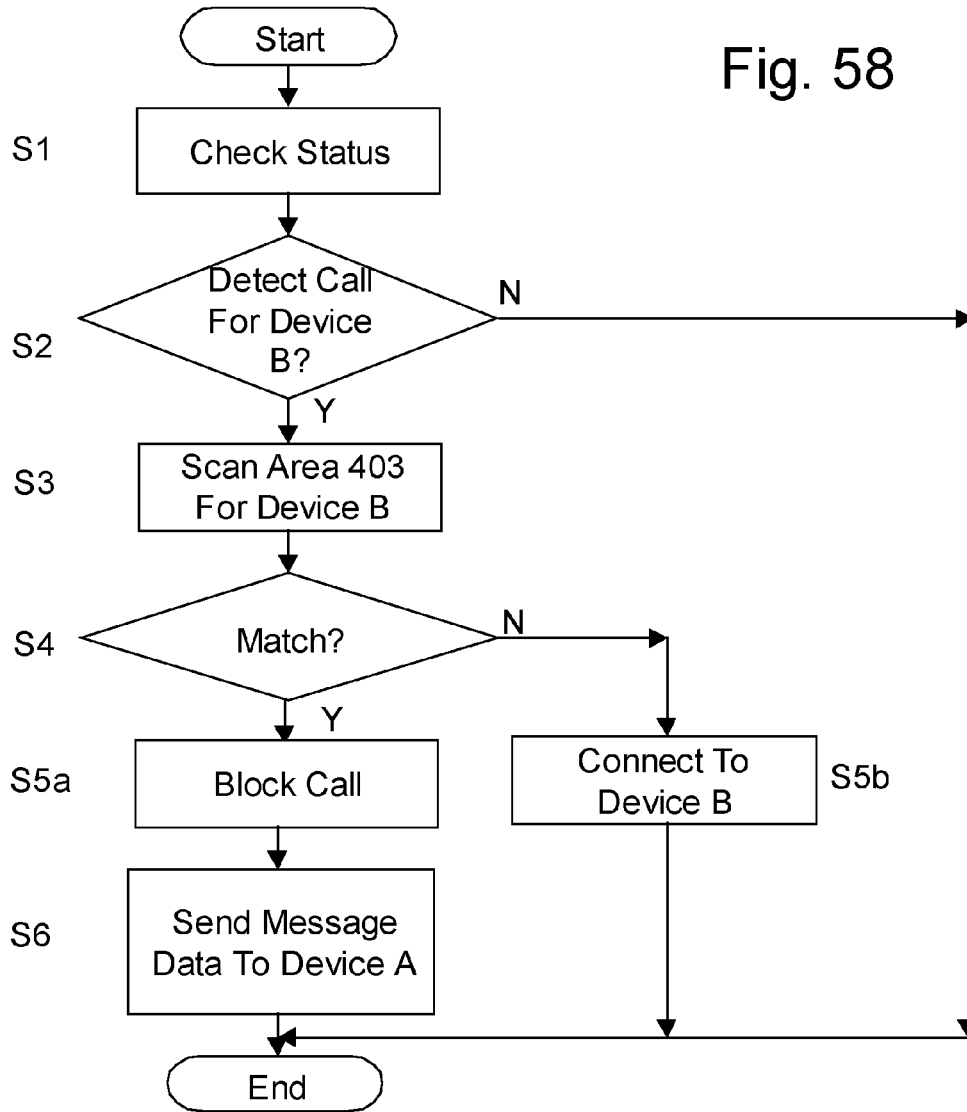 Start
Fig. 58
S1
Check Status
Detect Call
For Device
B?
N
S2
Y
S3
Scan Area 403
For Device B
S4
Match?
N
Y
S5a
Block Call
Connect To
Device B
S5b
S6
Send Message
Data To Device A
End